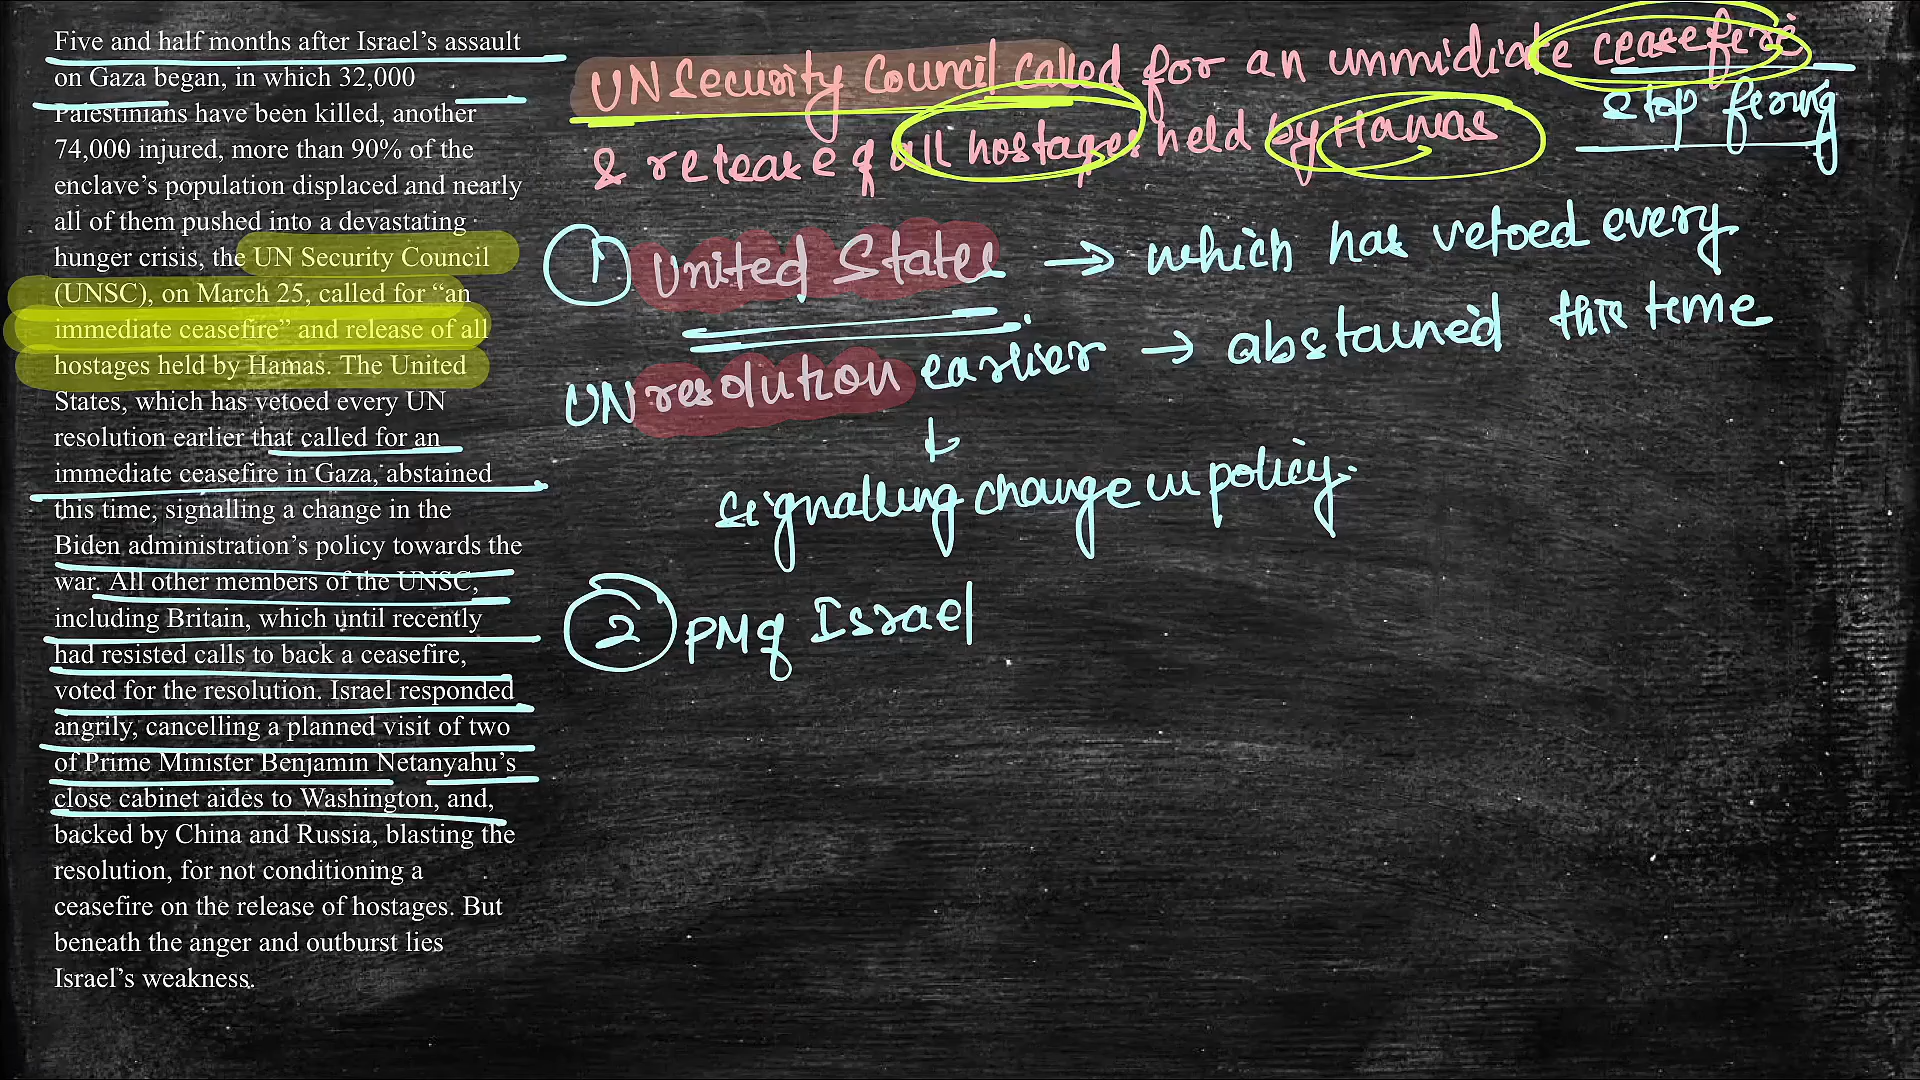 Five and half months after Israel’s assault
on Gaza began, in which 32,000
Palestinians have been killed, another
74,000 injured, more than 90% of the
enclave’s population displaced and nearly
all of them pushed into a devastating
hunger crisis, the UN Security Council
(UNSC), on March 25, called for “an
immediate ceasefire” and release of all
hostages held by Hamas. The United
States, which has vetoed every UN
resolution earlier that called for an
immediate ceasefire in Gaza, abstained
this time, signalling a change in the
Biden administration’s policy towards the
war. All other members of the UNSC,
including Britain, which until recently
had resisted calls to back a ceasefire,
voted for the resolution. Israel responded
angrily, cancelling a planned visit of two
of Prime Minister Benjamin Netanyahu’s
close cabinet aides to Washington, and,
backed by China and Russia, blasting the
resolution, for not conditioning a
ceasefire on the release of hostages. But
beneath the anger and outburst lies
Israel’s weakness.
UN Security Council called for an unmidiate ceasefire
stop firing
& release of all hostages held by Hamas
1 United States → which has vetoed every
UN resolution earlier → abstained this time
signalling change in policy.
2 PM of Israel